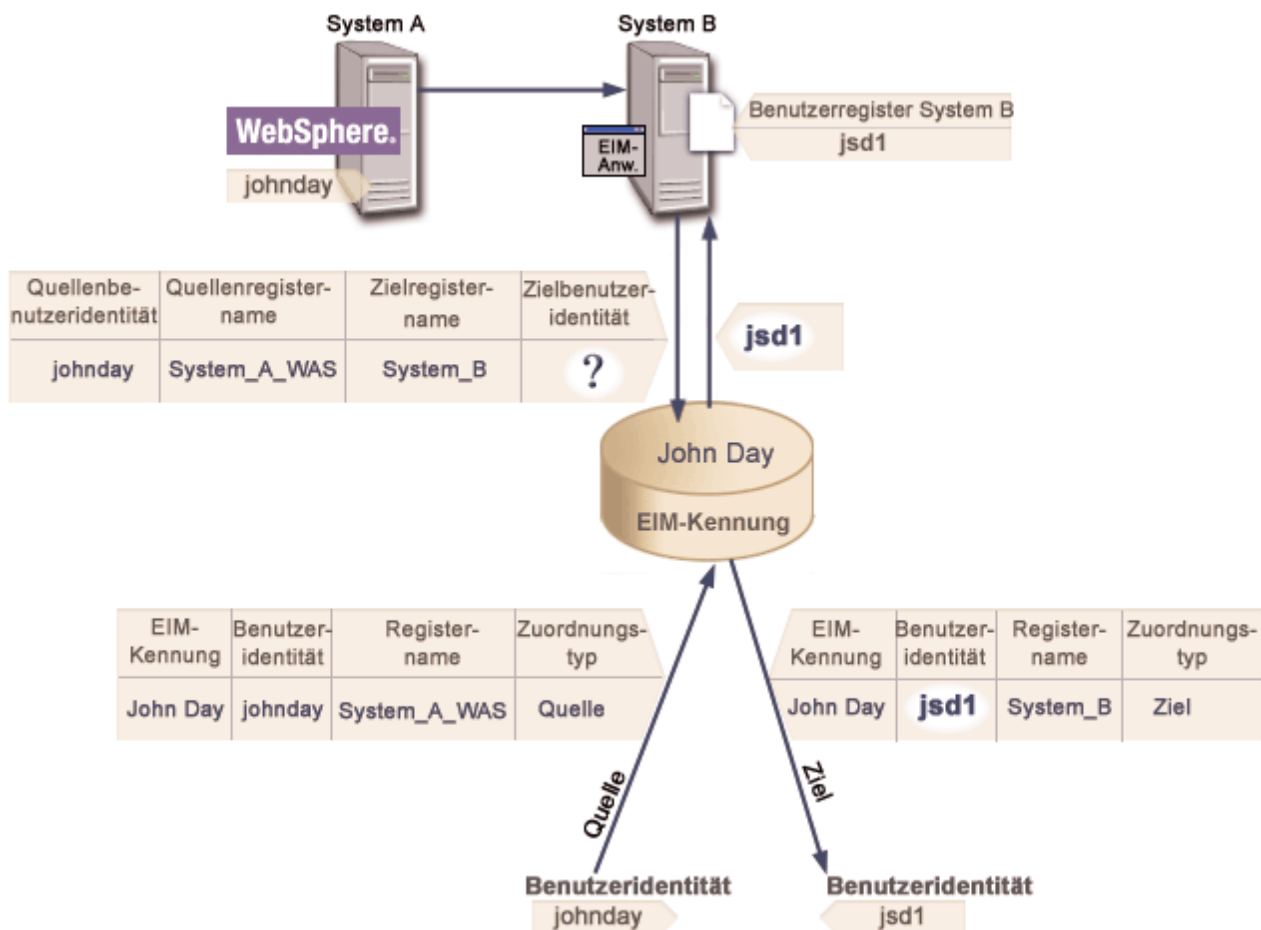 System A
System B
WebSphere.
johnday
EIM-
Anw.
Benutzerregister System B
jsd1
Quellenbe-
nutzeridentität
Quellenregister-
name
Zielregister-
name
Zielbenutzer-
identität
johnday
System_A_WAS
System_B
?
jsd1
John Day
EIM-Kennung
EIM-
Kennung
Benutzer-
identität
Register-
name
Zuordnungs-
typ
John Day
johnday
System_A_WAS
Quelle
EIM-
Kennung
Benutzer-
identität
Register-
name
Zuordnungs-
typ
John Day
jsd1
System_B
Ziel
Quelle
Ziel
Benutzeridentität
johnday
Benutzeridentität
jsd1